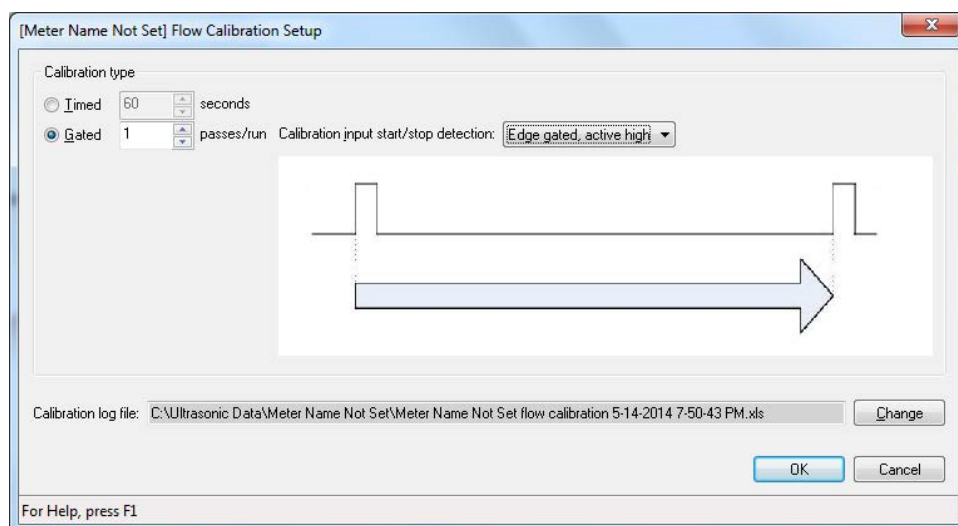 [Meter Name Not Set] Flow Calibration Setup
Calibration type
Timed 60 seconds
Gated 1 passes/run Calibration input start/stop detection: Edge gated, active high
Calibration log file: C:\Ultrasonic Data\Meter Name Not Set\Meter Name Not Set flow calibration 5-14-2014 7-50-43 PM.xls Change
OK Cancel
For Help, press F1